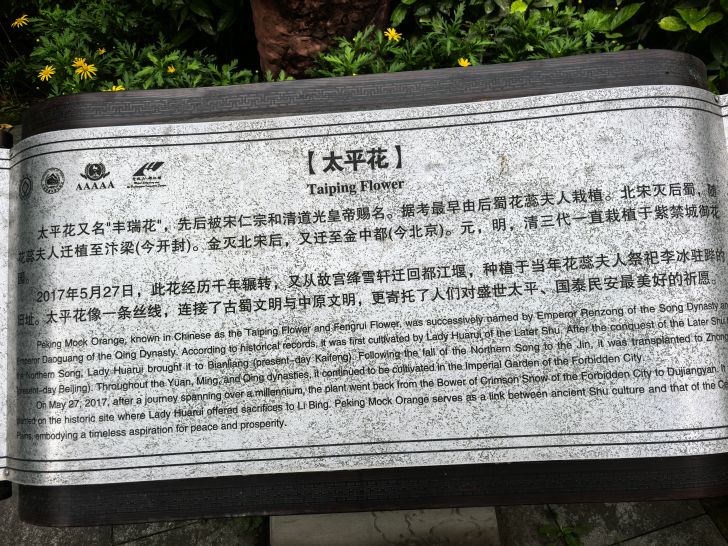 AAAAA
【太平花】
Taiping Flower
太平花又名"丰瑞花"，先后被宋仁宗和清道光皇帝赐名。据考最早由后蜀花蕊夫人栽植。北宋灭后蜀，随
花蕊夫人迁植至汴梁(今开封)。金灭北宋后，又迁至金中都(今北京)。元，明，清三代一直栽植于紫禁城御花
园。
2017年5月27日，此花经历千年辗转，又从故宫绛雪轩迁回都江堰，种植于当年花蕊夫人祭祀李冰驻跸的
旧址。太平花像一条丝线，连接了古蜀文明与中原文明，更寄托了人们对盛世太平、国泰民安最美好的祈愿。
Peking Mock Orange, known in Chinese as the Taiping Flower and Fengrui Flower, was successively named by Emperor Renzong of the Song Dynasty and
Emperor Daoguang of the Qing Dynasty. According to historical records, it was first cultivated by Lady Huarui of the Later Shu. After the conquest of the Later Shu
the Northern Song, Lady Huarui brought it to Bianliang (present-day Kaifeng). Following the fall of the Northern Song to the Jin, it was transplanted to Zhong
(present-day Beijing). Throughout the Yuan, Ming, and Qing dynasties, it continued to be cultivated in the Imperial Garden of the Forbidden City.
On May 27, 2017, after a journey spanning over a millennium, the plant went back from the Bower of Crimson Snow of the Forbidden City to Dujiangyan. It
planted on the historic site where Lady Huarui offered sacrifices to Li Bing. Peking Mock Orange serves as a link between ancient Shu culture and that of the Ce
Plains, embodying a timeless aspiration for peace and prosperity.